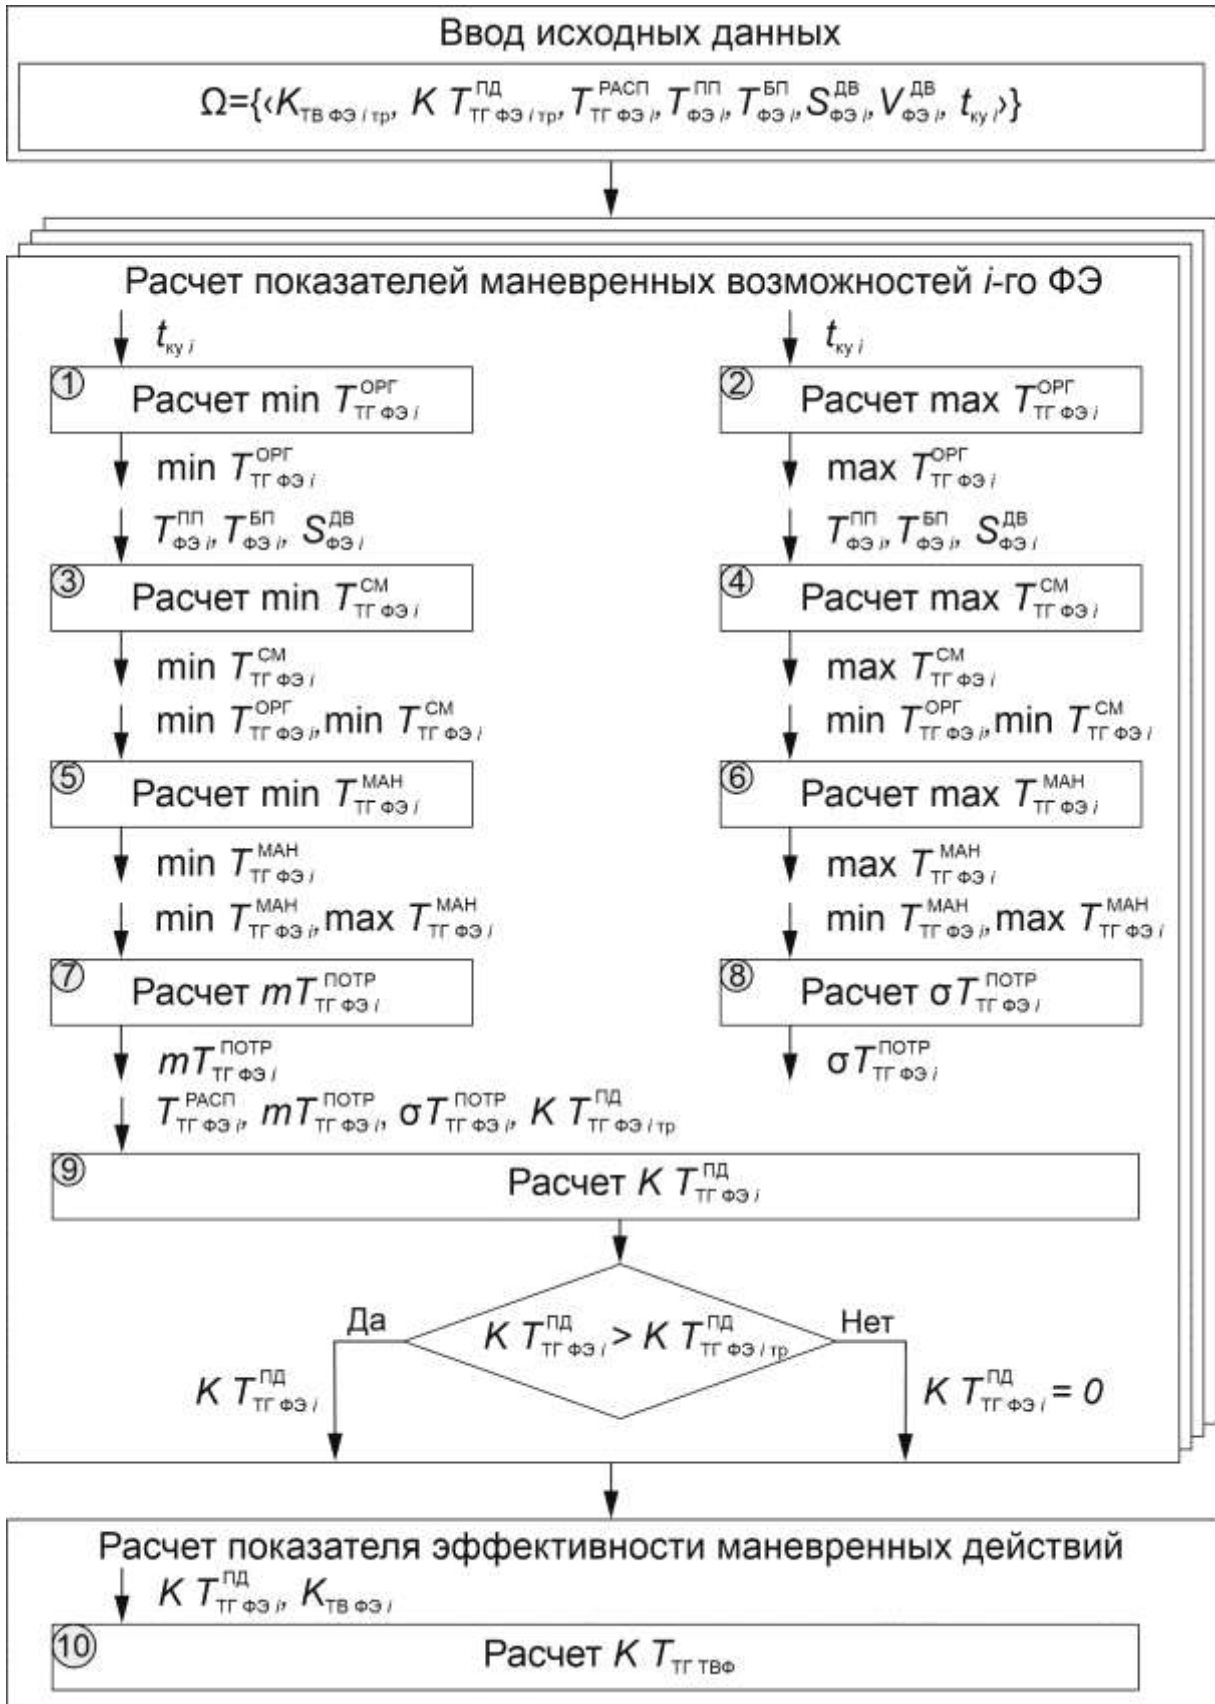 Ввод исходных данных
Ω={‹K ТВ ФЭ i тр, K T ПД ТГ ФЭ i тр, T РАСП ТГ ФЭ i, T ПП ФЭ i, T БП ФЭ i, S ДВ ФЭ i, V ДВ ФЭ i, t ку i›}
Расчет показателей маневренных возможностей i-го ФЭ
t ку i
t ку i
1 Расчет min T ОРГ ТГ ФЭ i
2 Расчет max T ОРГ ТГ ФЭ i
min T ОРГ ТГ ФЭ i
max T ОРГ ТГ ФЭ i
T ПП ФЭ i, T БП ФЭ i, S ДВ ФЭ i
T ПП ФЭ i, T БП ФЭ i, S ДВ ФЭ i
3 Расчет min T СМ ТГ ФЭ i
4 Расчет max T СМ ТГ ФЭ i
min T СМ ТГ ФЭ i
max T СМ ТГ ФЭ i
min T ОРГ ТГ ФЭ i, min T СМ ТГ ФЭ i
min T ОРГ ТГ ФЭ i, min T СМ ТГ ФЭ i
5 Расчет min T МАН ТГ ФЭ i
6 Расчет max T МАН ТГ ФЭ i
min T МАН ТГ ФЭ i
max T МАН ТГ ФЭ i
min T МАН ТГ ФЭ i, max T МАН ТГ ФЭ i
min T МАН ТГ ФЭ i, max T МАН ТГ ФЭ i
7 Расчет mT ПОТР ТГ ФЭ i
8 Расчет σT ПОТР ТГ ФЭ i
mT ПОТР ТГ ФЭ i
σT ПОТР ТГ ФЭ i
T РАСП ТГ ФЭ i, mT ПОТР ТГ ФЭ i, σT ПОТР ТГ ФЭ i, K T ПД ТГ ФЭ i тр
9 Расчет K T ПД ТГ ФЭ i
Да
K T ПД ТГ ФЭ i > K T ПД ТГ ФЭ i тр
Нет
K T ПД ТГ ФЭ i
K T ПД ТГ ФЭ i = 0
Расчет показателя эффективности маневренных действий
K T ПД ТГ ФЭ i, K ТВ ФЭ i
10 Расчет K T ТГ ТВФ